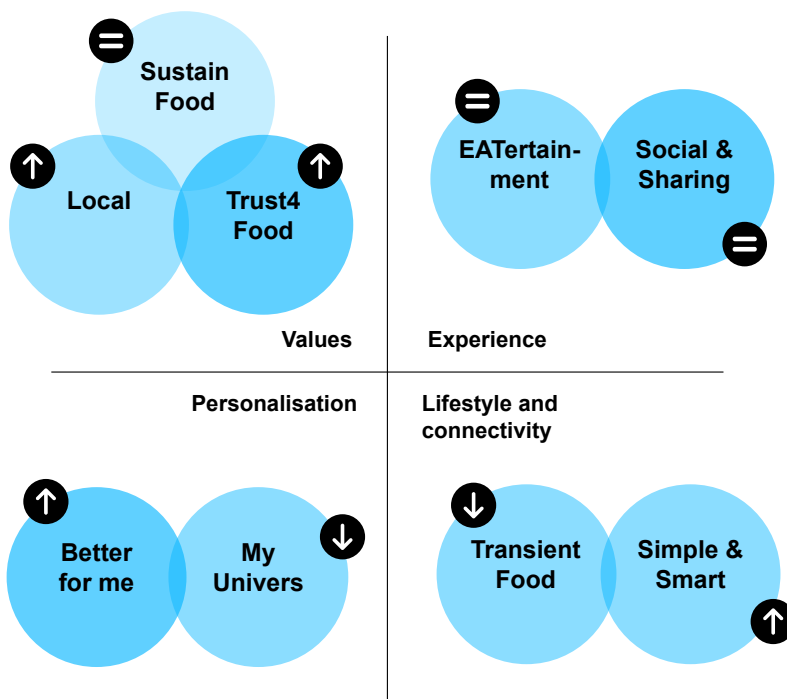 =
Sustain
Food
↑
Local
↑
Trust4
Food
Values
=
EATertain-
ment
Social &
Sharing
=
Experience
Personalisation
↑
Better
for me
My
Univers
↓
Lifestyle and
connectivity
↓
Transient
Food
Simple &
Smart
↑